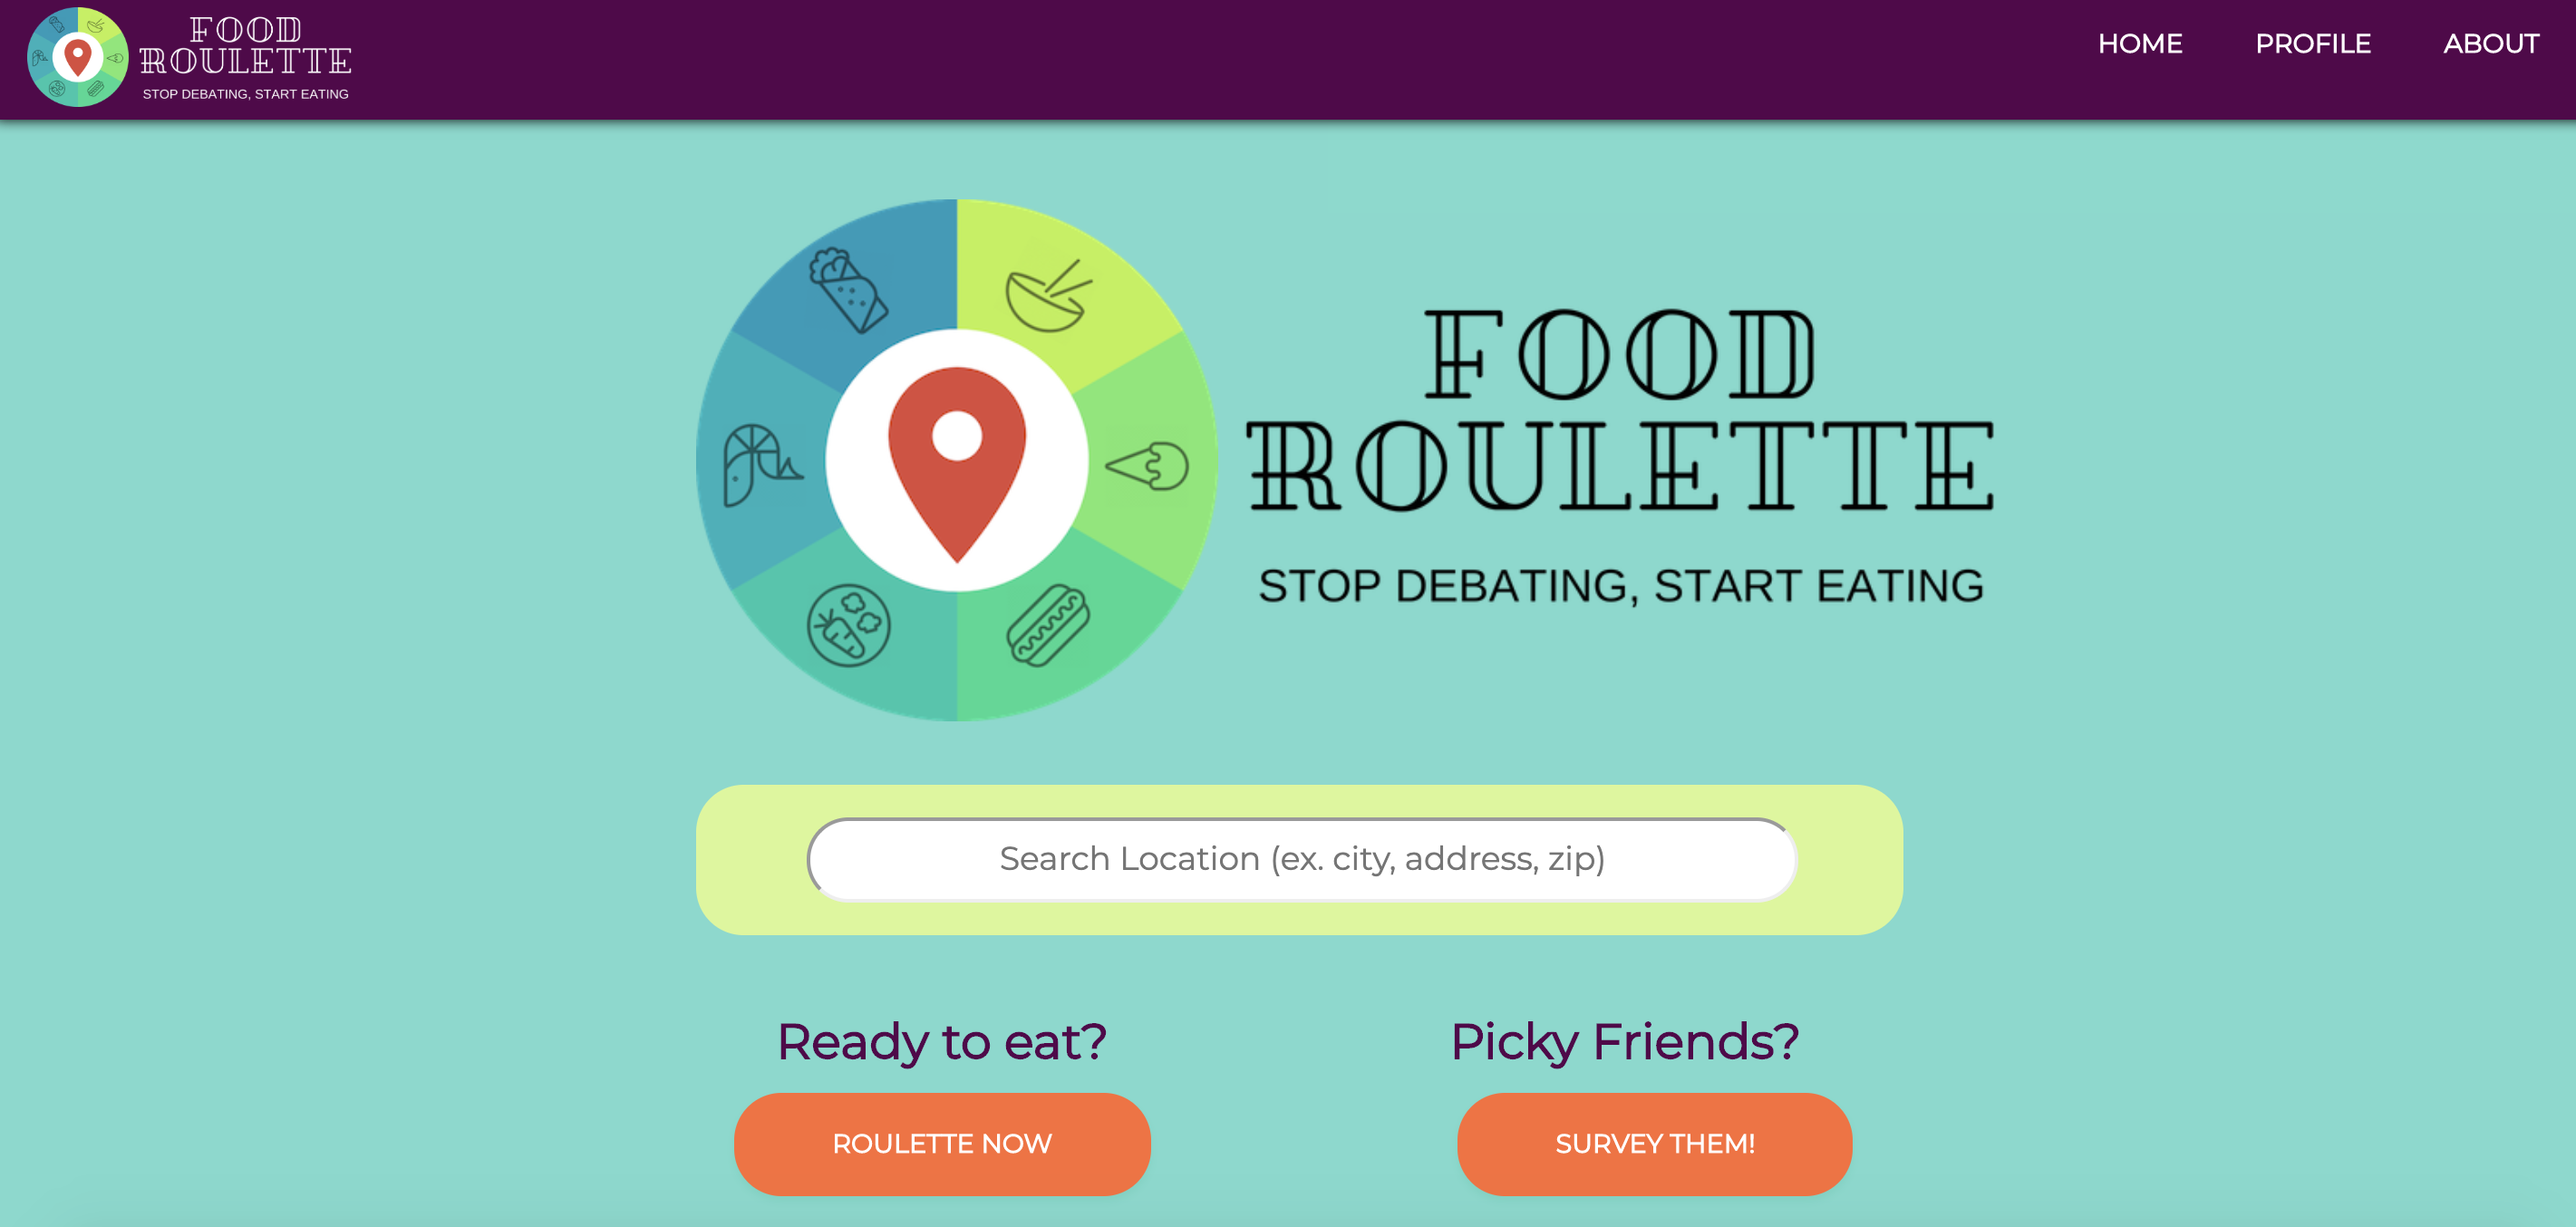 FOOD
ROULETTE
STOP DEBATING, START EATING
HOME PROFILE ABOUT
FOOD
ROULETTE
STOP DEBATING, START EATING
Search Location (ex. city, address, zip)
Ready to eat?
Picky Friends?
ROULETTE NOW
SURVEY THEM!